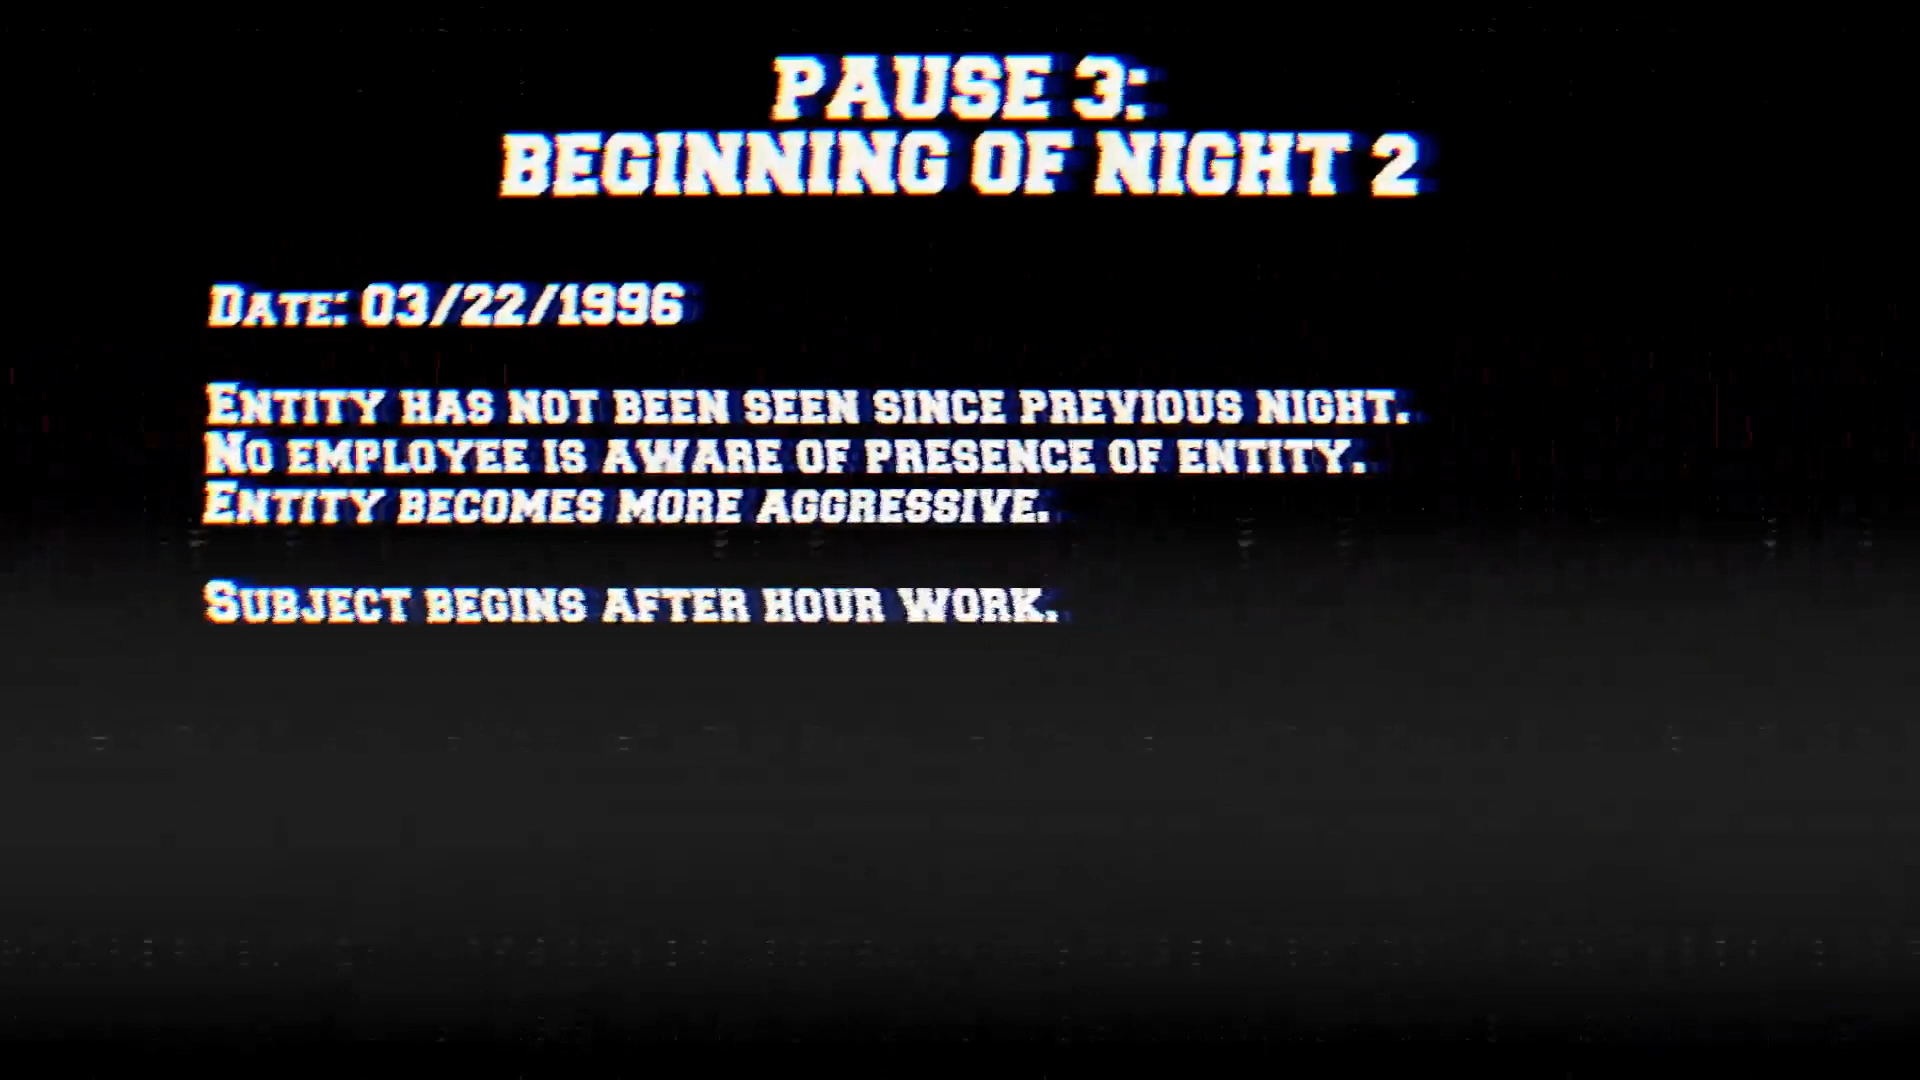 PAUSE 3:
BEGINNING OF NIGHT 2
Date: 03/22/1996
Entity has not been seen since previous night.
No employee is aware of presence of entity.
Entity becomes more aggressive.
Subject begins after hour work.